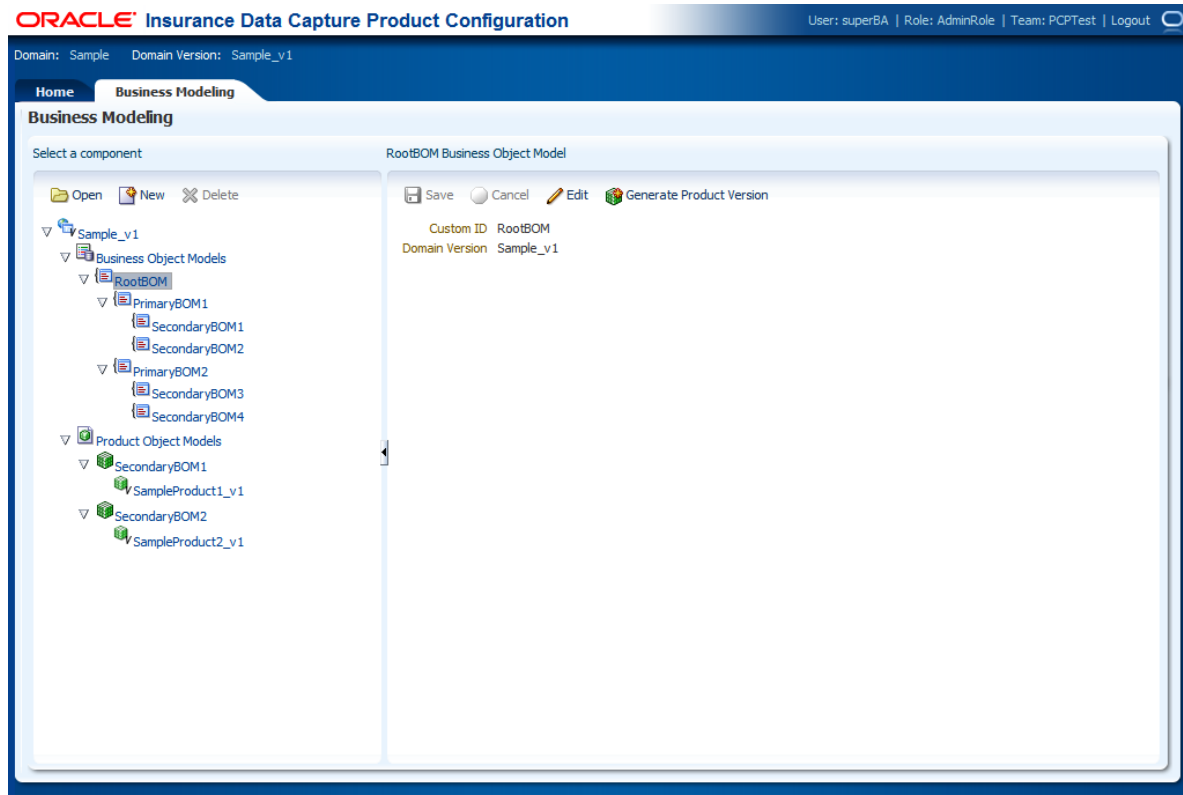 ORACLE Insurance Data Capture Product Configuration
User: superBA | Role: AdminRole | Team: PCPTest | Logout
Domain: Sample Domain Version: Sample_v1
Home Business Modeling
Business Modeling
Select a component
RootBOM Business Object Model
Open New Delete
Save Cancel Edit Generate Product Version
Custom ID RootBOM
Domain Version Sample_v1
Sample_v1
Business Object Models
RootBOM
PrimaryBOM1
SecondaryBOM1
SecondaryBOM2
PrimaryBOM2
SecondaryBOM3
SecondaryBOM4
Product Object Models
SecondaryBOM1
SampleProduct1_v1
SecondaryBOM2
SampleProduct2_v1